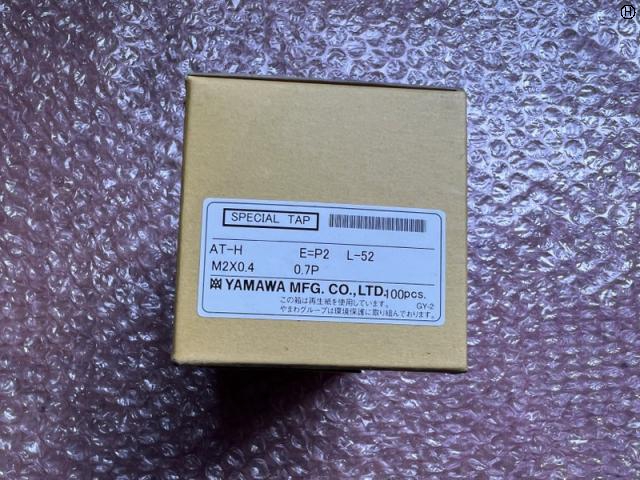 H
SPECIAL TAP
AT-H E=P2 L-52
M2X0.4 0.7P
YAMAWA MFG. CO.,LTD. 100pcs.
この箱は再生紙を使用しています。
やまわグループは環境保護に取り組んでおります。 GY-2